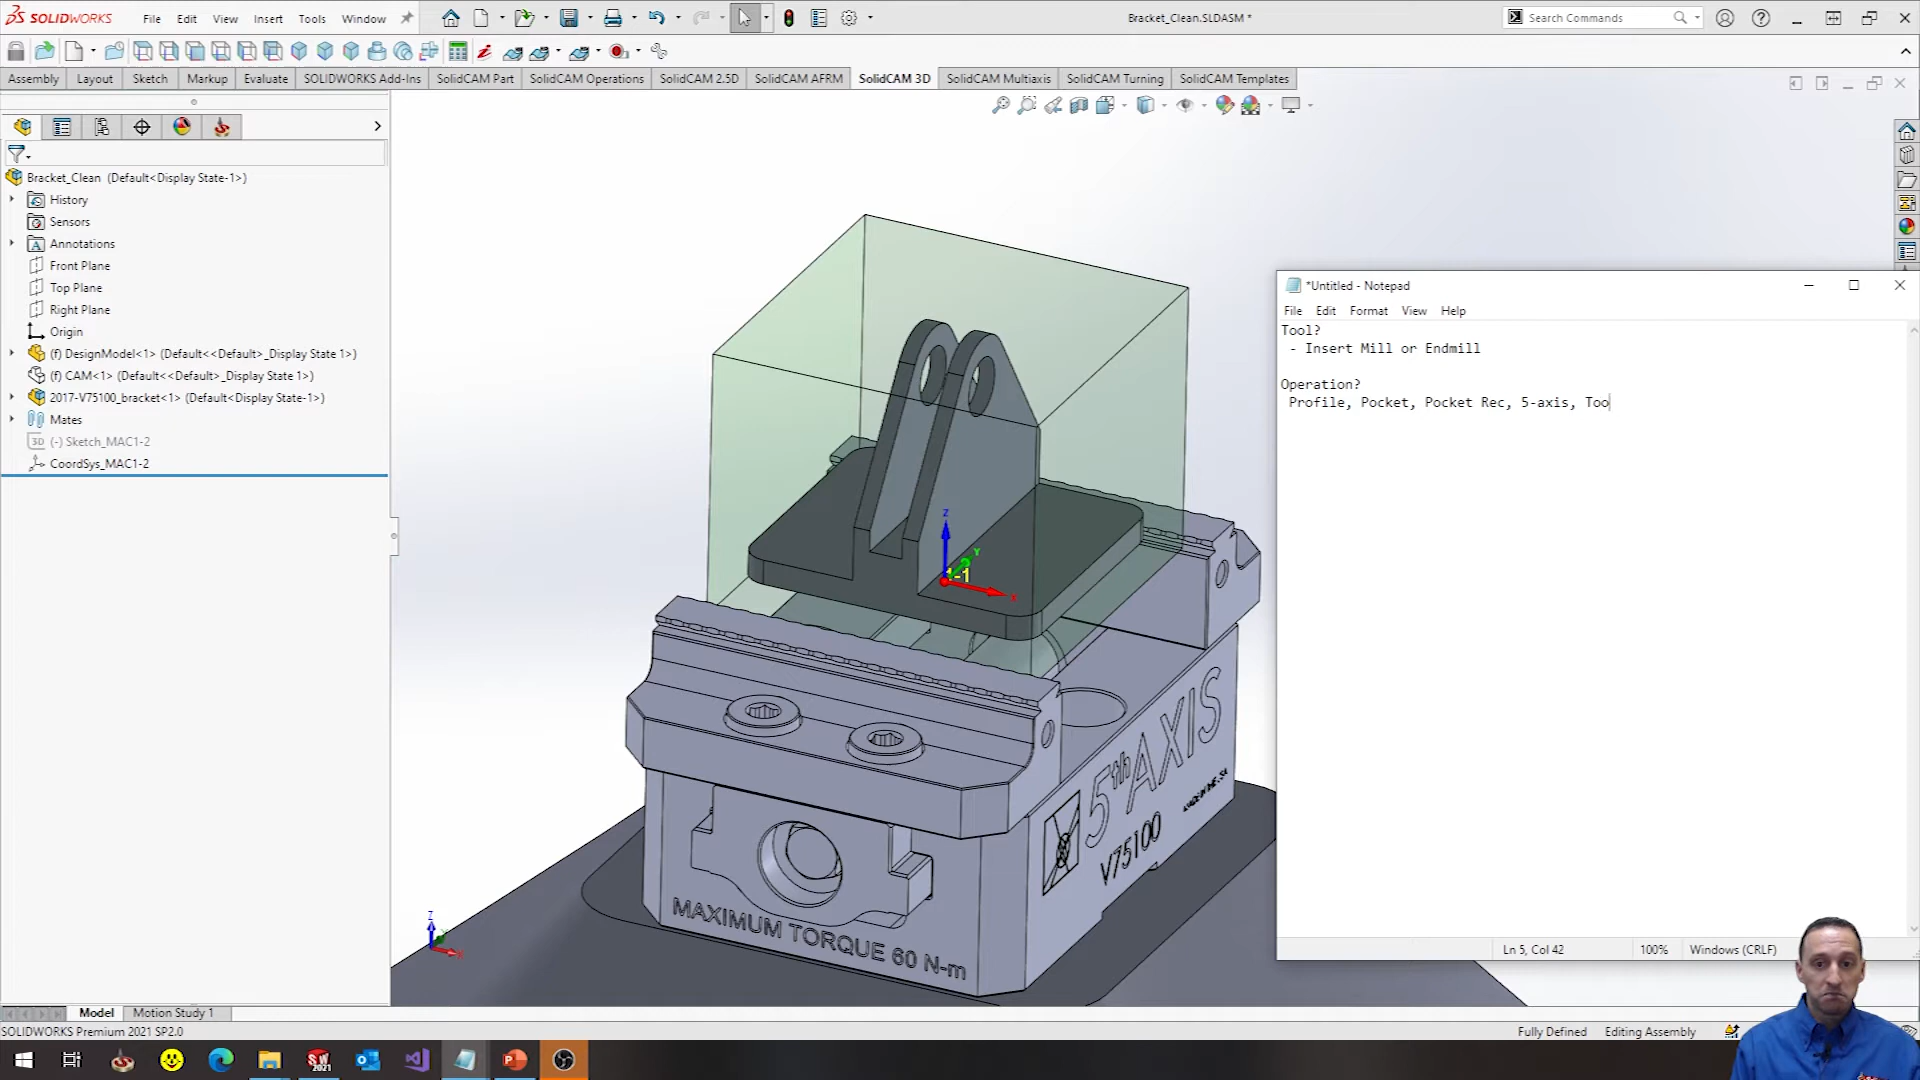 SOLIDWORKS
File Edit View Insert Tools Window
Bracket_Clean.SLDASM *
Search Commands
Assembly Layout Sketch Markup Evaluate SOLIDWORKS Add-Ins SolidCAM Part SolidCAM Operations SolidCAM 2.5D SolidCAM AFRM SolidCAM 3D SolidCAM Multiaxis SolidCAM Turning SolidCAM Templates
Bracket_Clean (Default<Display State-1>)
History
Sensors
Annotations
Front Plane
Top Plane
Right Plane
Origin
(f) DesignModel<1> (Default<<Default>_Display State 1>)
(f) CAM<1> (Default<<Default>_Display State 1>)
2017-V75100_bracket<1> (Default<Display State-1>)
Mates
(-) Sketch_MAC1-2
CoordSys_MAC1-2
Z
Y
X
5th AXIS
V75100
MAXIMUM TORQUE 60 N-m
*Untitled - Notepad
File Edit Format View Help
Tool?
- Insert Mill or Endmill
Operation?
Profile, Pocket, Pocket Rec, 5-axis, Too
Ln 5, Col 42 100% Windows (CRLF)
Model Motion Study 1
SOLIDWORKS Premium 2021 SP2.0
Fully Defined Editing Assembly